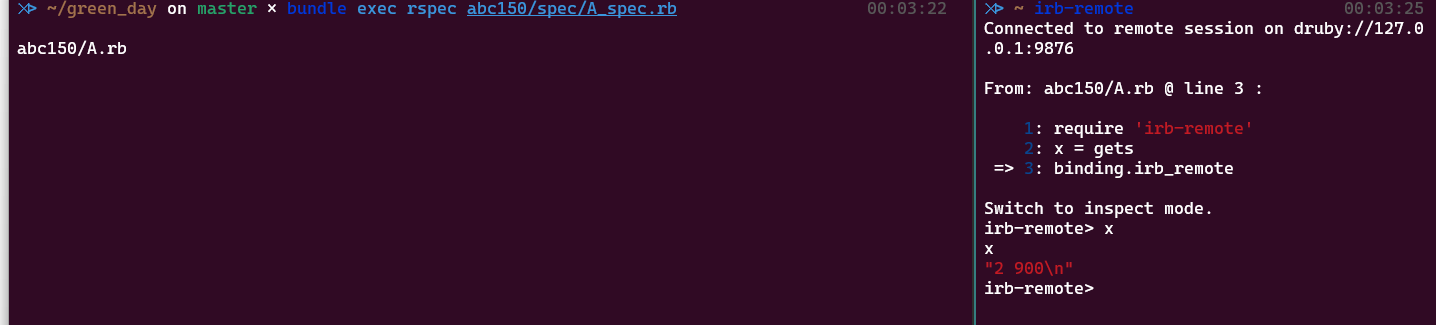 ⋊> ~/green_day on master × bundle exec rspec abc150/spec/A_spec.rb 00:03:22
abc150/A.rb
⋊> ~ irb-remote 00:03:25
Connected to remote session on druby://127.0
.0.1:9876
From: abc150/A.rb @ line 3 :
1: require 'irb-remote'
2: x = gets
=> 3: binding.irb_remote
Switch to inspect mode.
irb-remote> x
x
"2 900\n"
irb-remote>